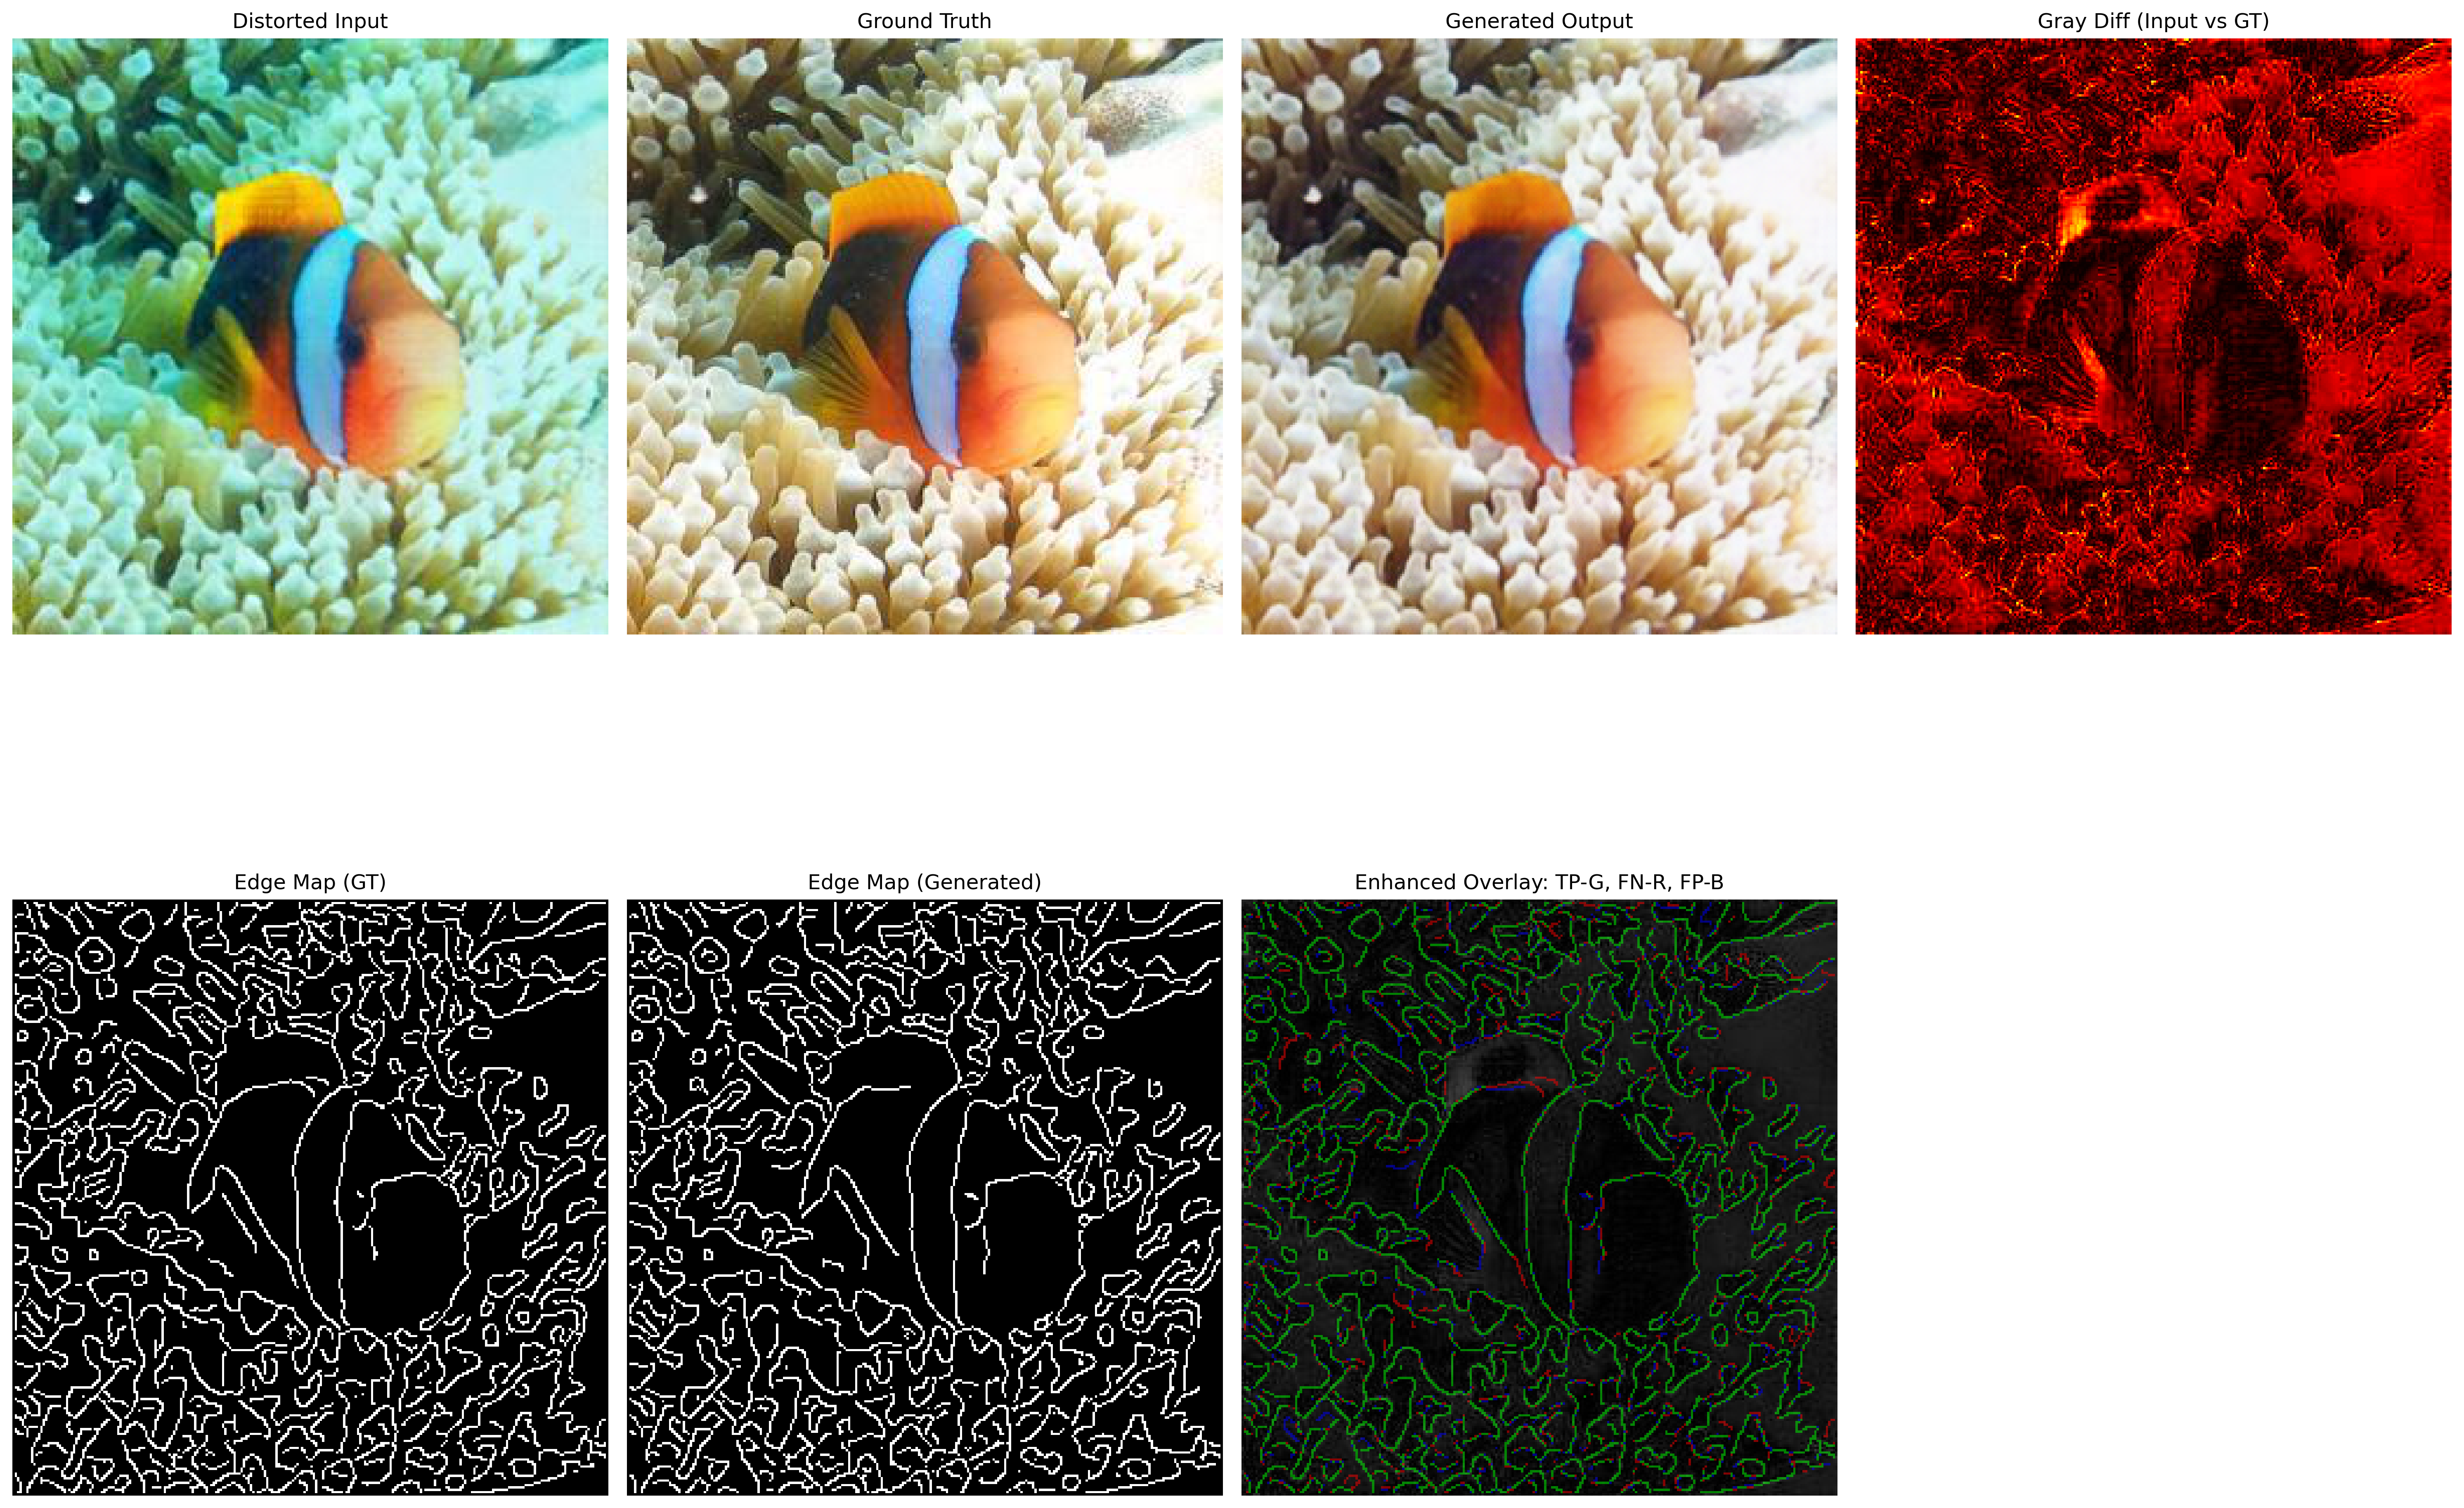 Distorted Input
Ground Truth
Generated Output
Gray Diff (Input vs GT)
Edge Map (GT)
Edge Map (Generated)
Enhanced Overlay: TP-G, FN-R, FP-B